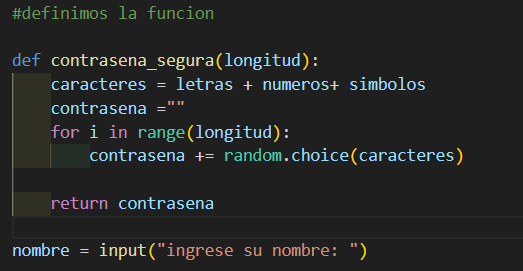 #definimos la funcion
def contrasena_segura(longitud):
    caracteres = letras + numeros+ simbolos
    contrasena =""
    for i in range(longitud):
        contrasena += random.choice(caracteres)
    return contrasena
nombre = input("ingrese su nombre: ")